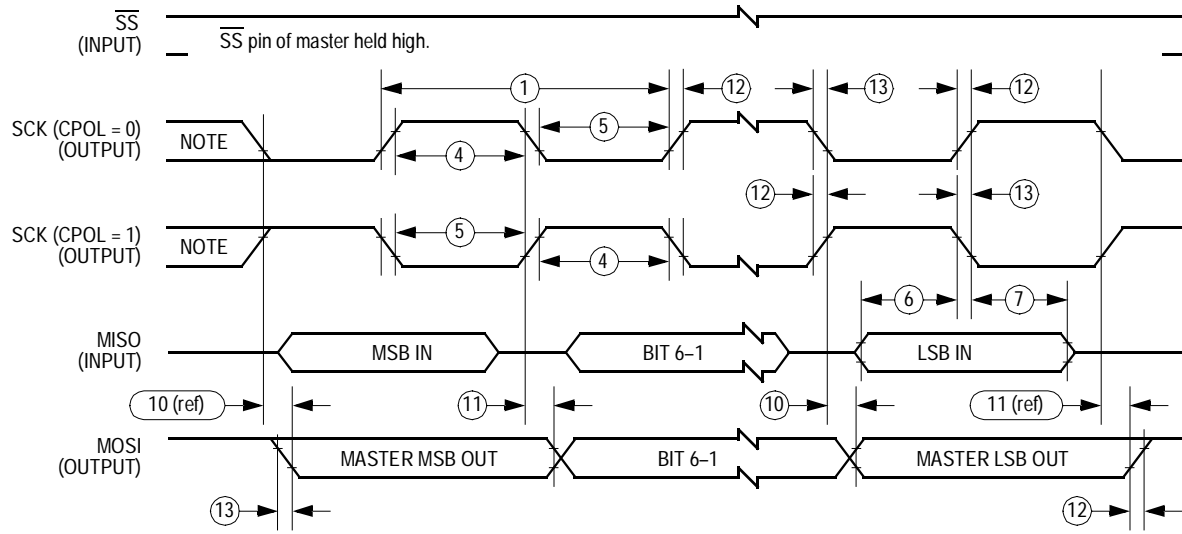 SS
(INPUT)
SS pin of master held high.
1
12
13
12
SCK (CPOL = 0)
(OUTPUT)
NOTE
5
4
12
13
SCK (CPOL = 1)
(OUTPUT)
NOTE
5
4
6
7
MISO
(INPUT)
MSB IN
BIT 6–1
LSB IN
10 (ref)
11
10
11 (ref)
MOSI
(OUTPUT)
MASTER MSB OUT
BIT 6–1
MASTER LSB OUT
13
12